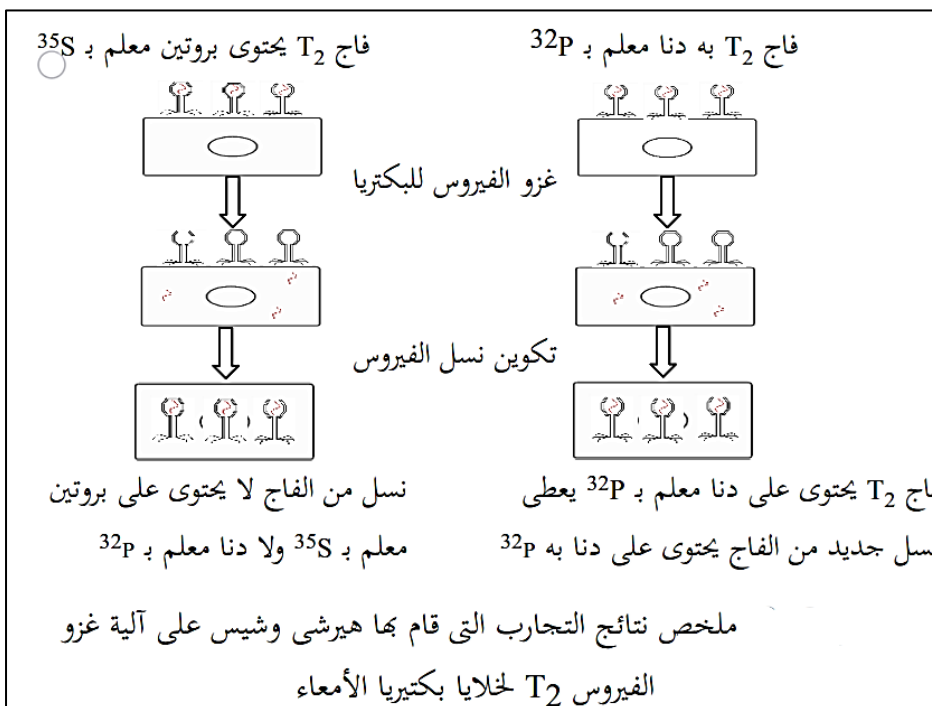 فاج T2 به دنا معلم بـ 32P
فاج T2 يحتوى بروتين معلم بـ 35S
غزو الفيروس للبكتريا
تكوين نسل الفيروس
اج T2 يحتوى على دنا معلم بـ 32P يعطى
سل جديد من الفاج يحتوى على دنا به 32P
نسل من الفاج لا يحتوى على بروتين
معلم بـ 35S ولا دنا معلم بـ 32P
ملخص نتائج التجارب التى قام بها هيرشى وشيس على آلية غزو
الفيروس T2 لخلايا بكتيريا الأمعاء